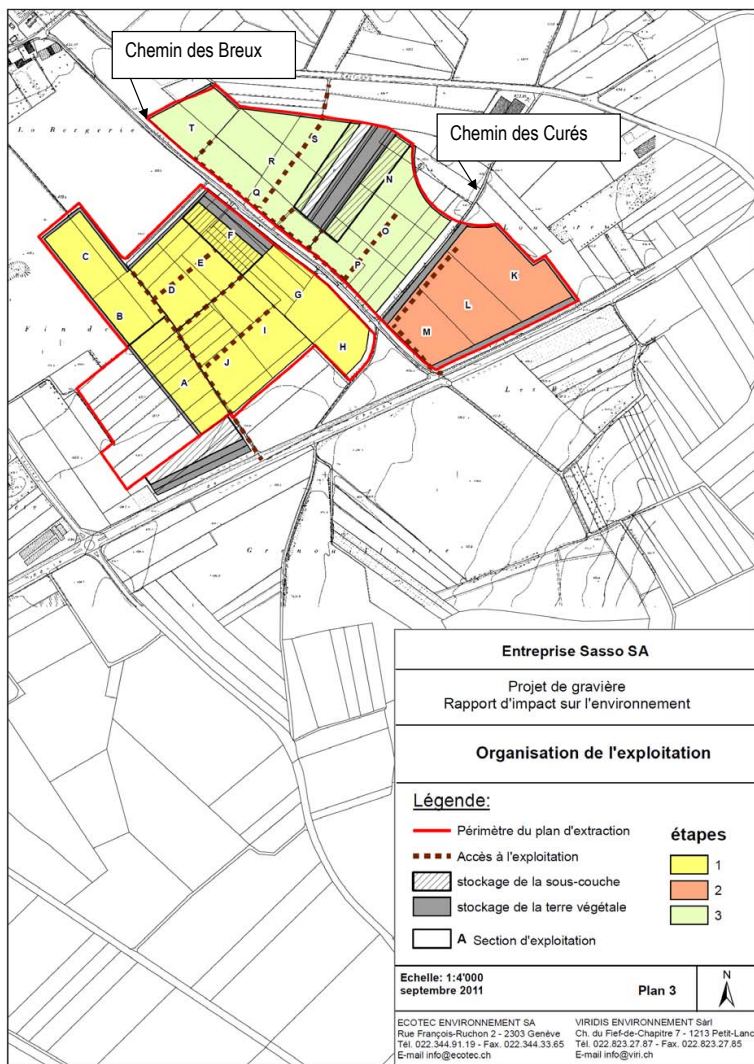 Chemin des Breux
Chemin des Curés
La Bergerie
T
S
R
N
Q
O
P
C
F
E
D
G
B
I
J
H
A
K
L
M
Entreprise Sasso SA
Projet de gravière
Rapport d'impact sur l'environnement
Organisation de l'exploitation
Légende:
Périmètre du plan d'extraction
Accès à l'exploitation
stockage de la sous-couche
stockage de la terre végétale
A Section d'exploitation
étapes
1
2
3
Echelle: 1:4'000
septembre 2011
Plan 3
N
ECOTEC ENVIRONNEMENT SA
Rue François-Ruchon 2 - 2303 Genève
Tél. 022.344.91.19 - Fax. 022.344.33.65
E-mail info@ecotec.ch
VIRIDIS ENVIRONNEMENT Sàrl
Ch. du Fief-de-Chapitre 7 - 1213 Petit-Lanc
Tél. 022.823.27.87 - Fax. 022.823.27.85
E-mail info@viri.ch